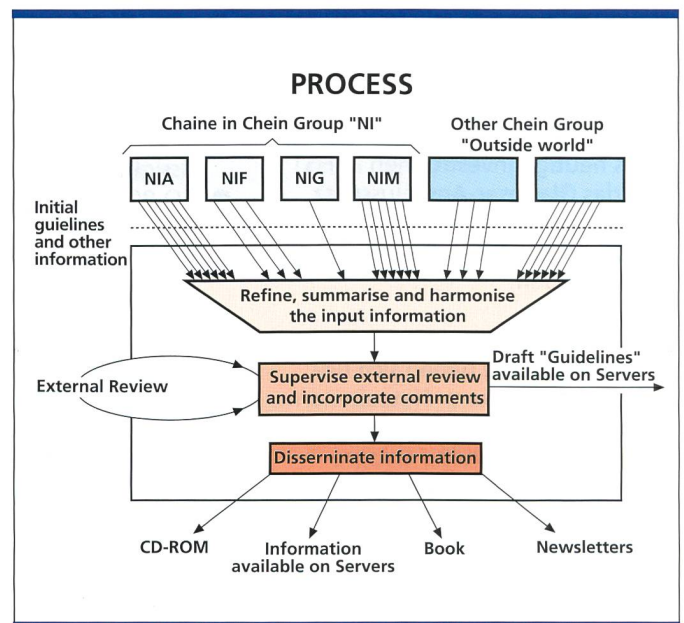 PROCESS
Chaine in Chein Group "NI"
Other Chein Group
"Outside world"
NIA
NIF
NIG
NIM
Initial
guielines
and other
information
Refine, summarise and harmonise
the input information
External Review
Supervise external review
and incorporate comments
Draft "Guidelines"
available on Servers
Disserninate information
CD-ROM
Information
available on Servers
Book
Newsletters